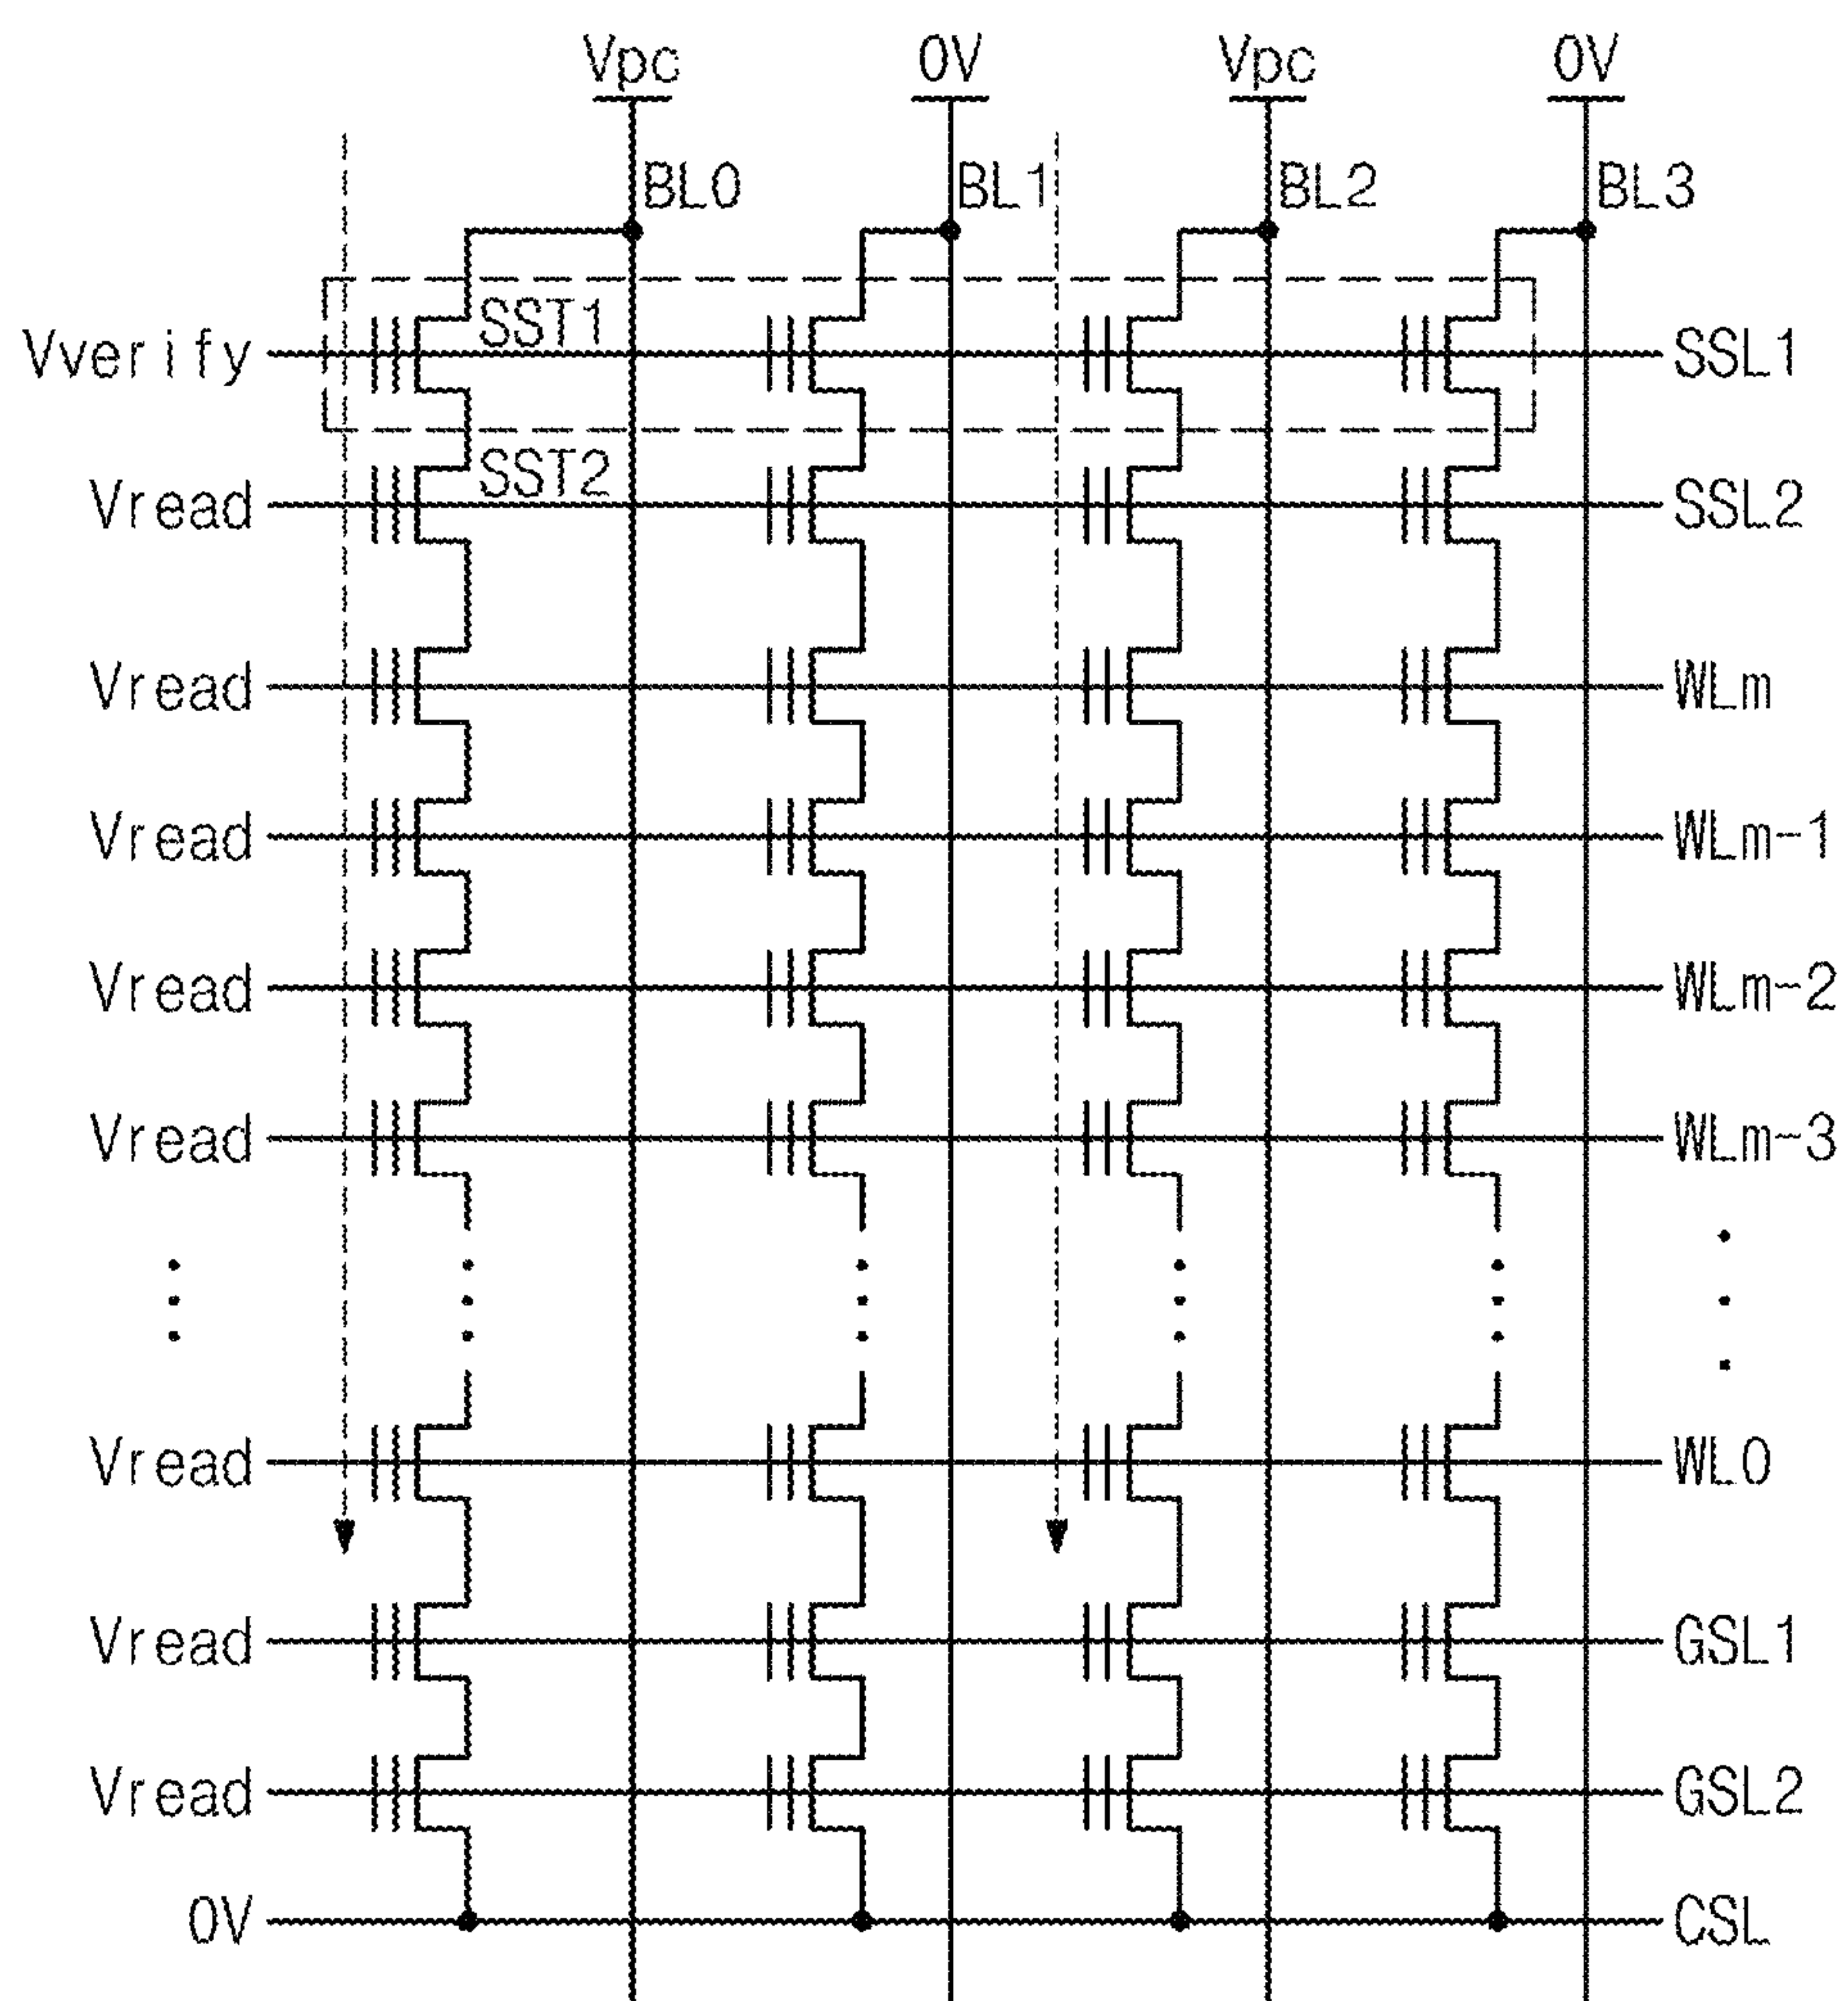 Vpc 0V Vpc 0V
BL0 BL1 BL2 BL3
Vverify SST1 SSL1
Vread SST2 SSL2
Vread WLm
Vread WLm-1
Vread WLm-2
Vread WLm-3
Vread WL0
Vread GSL1
Vread GSL2
0V CSL